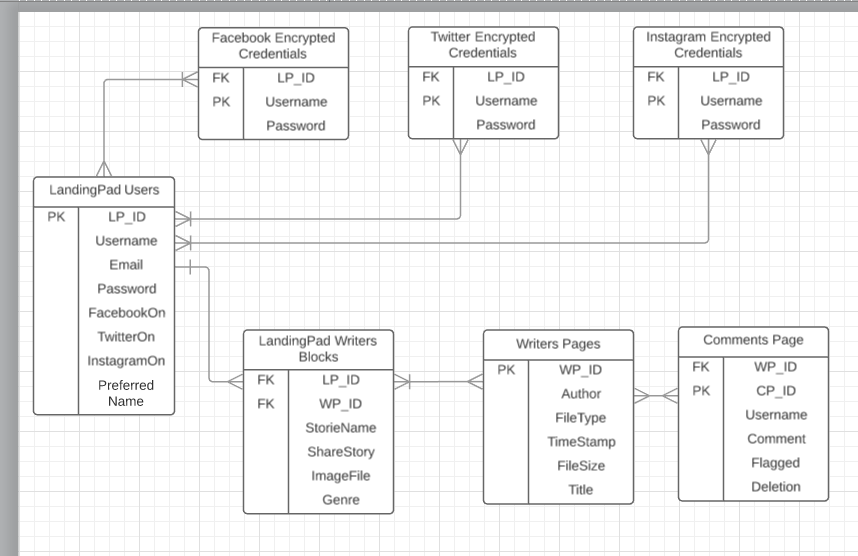 Facebook Encrypted
Credentials
FK LP_ID
PK Username
Password
Twitter Encrypted
Credentials
FK LP_ID
PK Username
Password
Instagram Encrypted
Credentials
FK LP_ID
PK Username
Password
LandingPad Users
PK LP_ID
Username
Email
Password
FacebookOn
TwitterOn
InstagramOn
Preferred
Name
LandingPad Writers
Blocks
FK LP_ID
FK WP_ID
StorieName
ShareStory
ImageFile
Genre
Writers Pages
PK WP_ID
Author
FileType
TimeStamp
FileSize
Title
Comments Page
FK WP_ID
PK CP_ID
Username
Comment
Flagged
Deletion